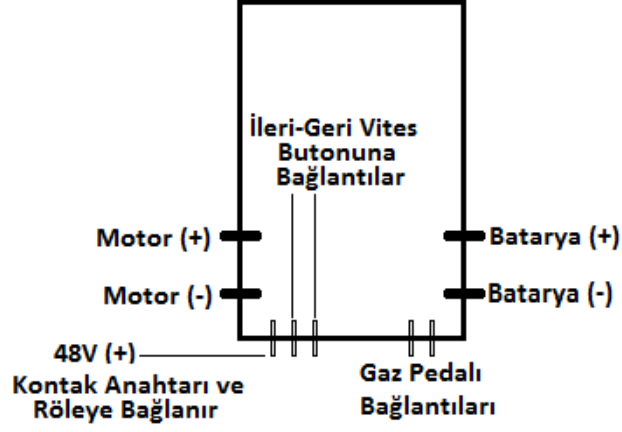 İleri-Geri Vites
Butonuna
Bağlantılar
Motor (+)
Batarya (+)
Motor (-)
Batarya (-)
48V (+)
Kontak Anahtarı ve
Röleye Bağlanır
Gaz Pedalı
Bağlantıları